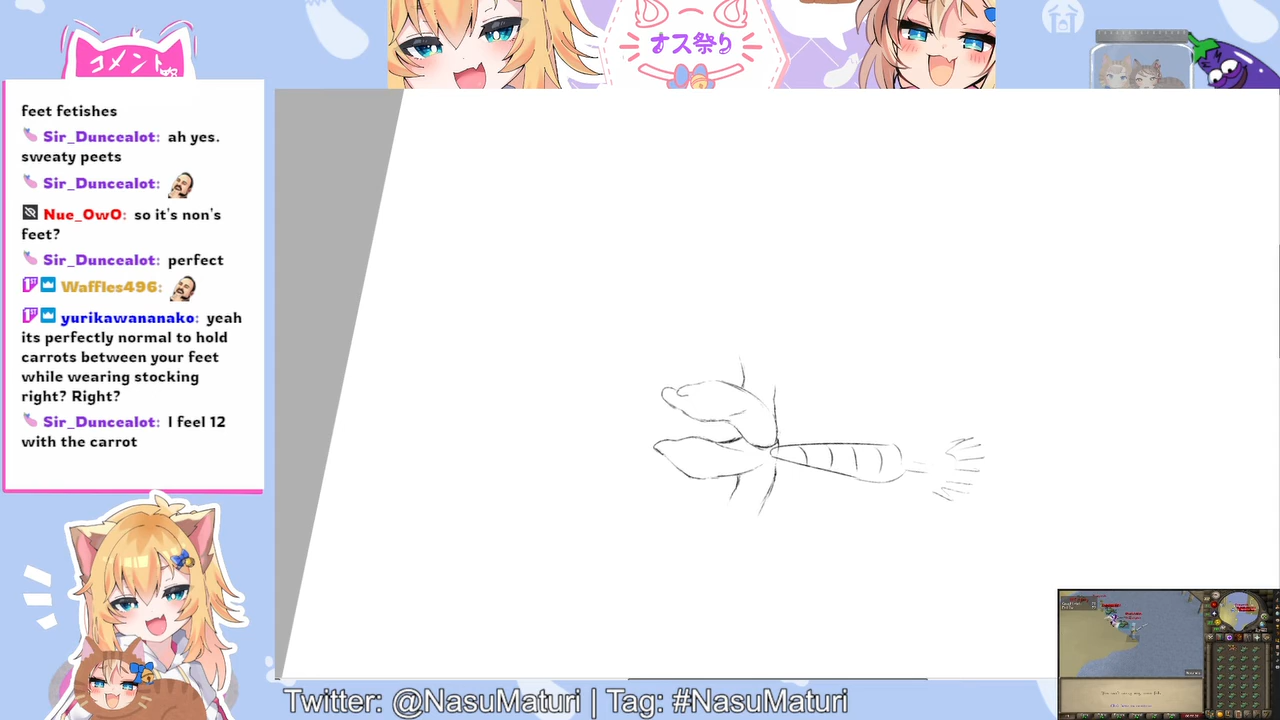 コメント
ナス祭り
feet fetishes
Sir_Duncealot: ah yes.
sweaty peets
Sir_Duncealot:
Nue_OwO: so it's non's
feet?
Sir_Duncealot: perfect
Waffles496:
yurikawananako: yeah
its perfectly normal to hold
carrots between your feet
while wearing stocking
right? Right?
Sir_Duncealot: I feel 12
with the carrot
Twitter: @NasuMaturi | Tag: #NasuMaturi